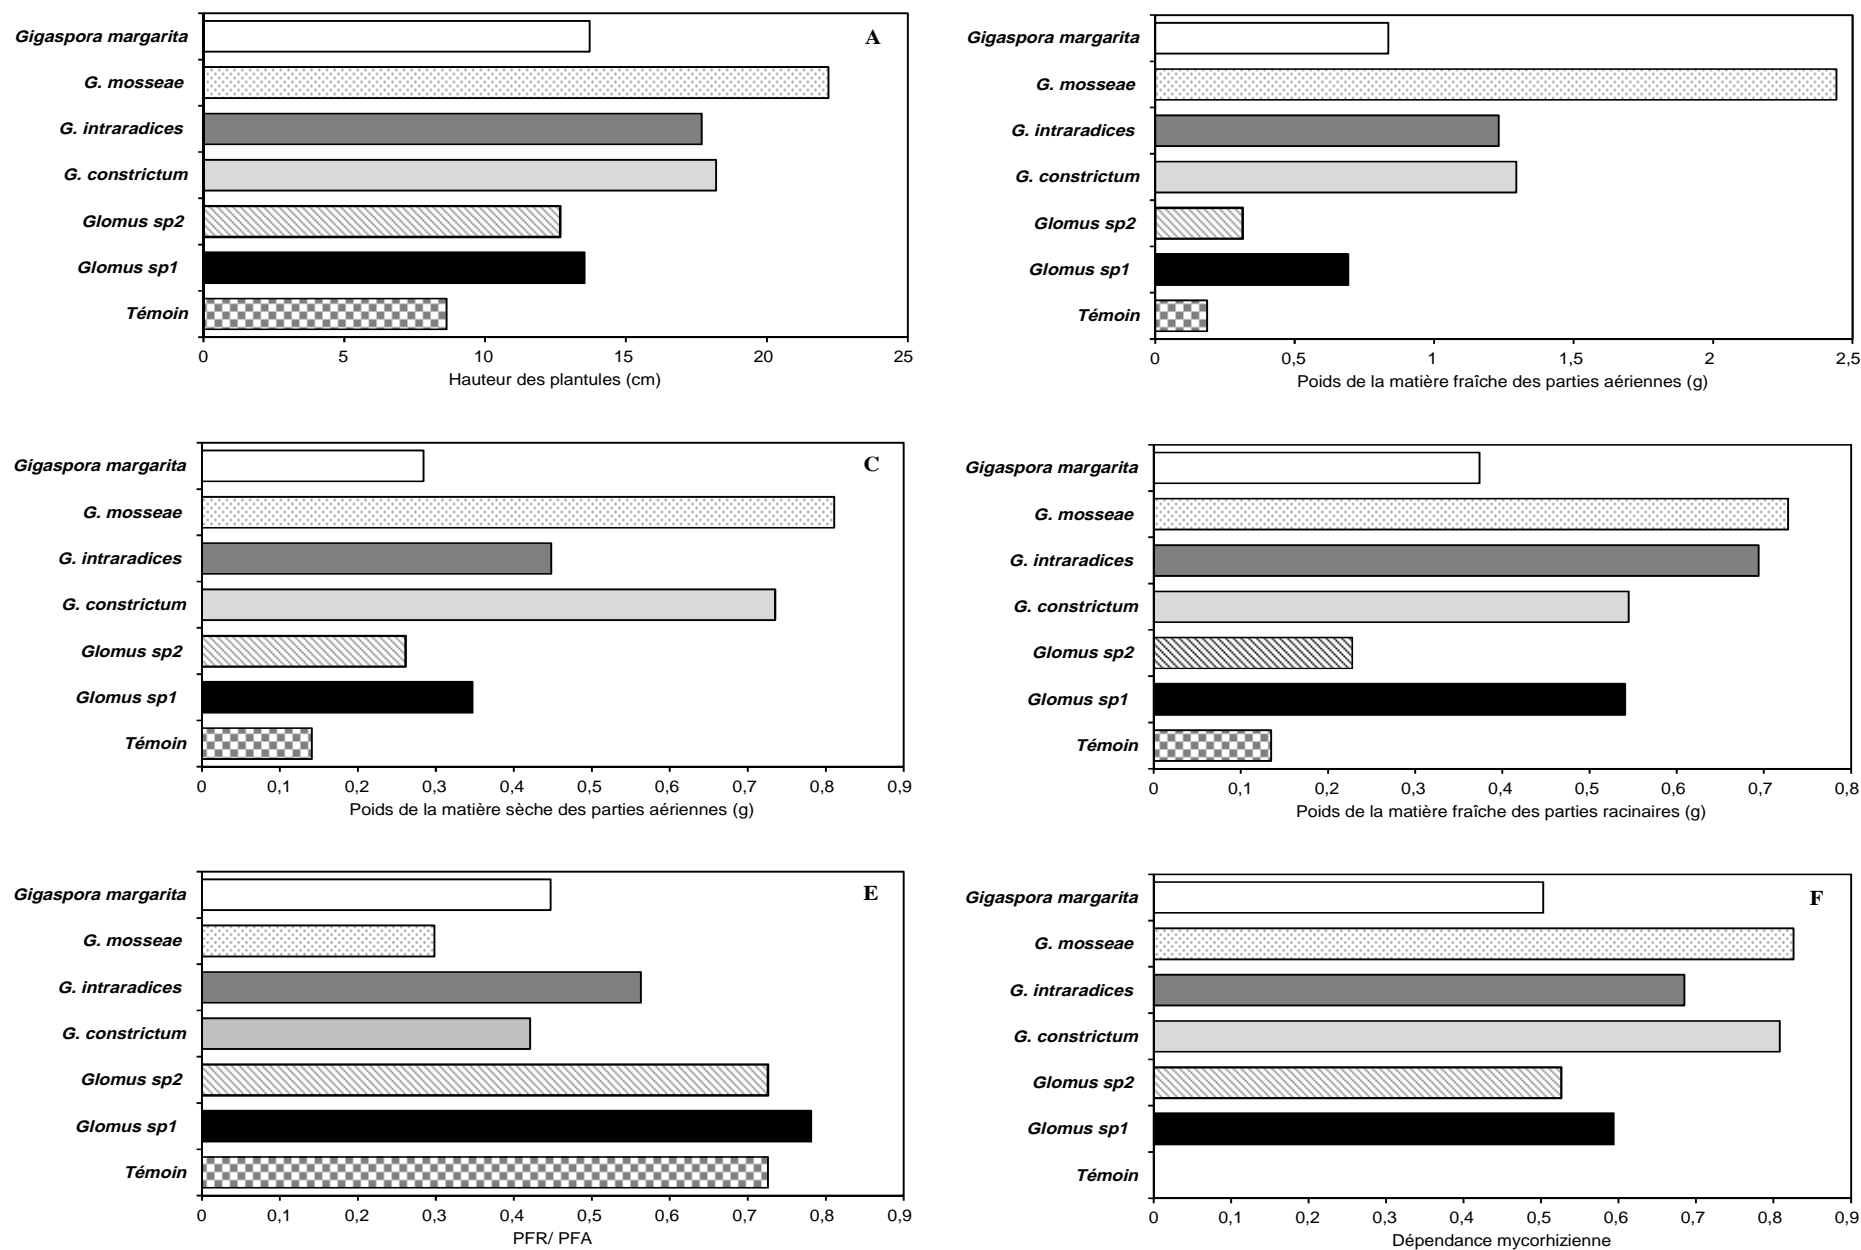 Gigaspora margarita
A
G. mosseae
G. intraradices
G. constrictum
Glomus sp2
Glomus sp1
Témoin
0 5 10 15 20 25
Hauteur des plantules (cm)
Gigaspora margarita
G. mosseae
G. intraradices
G. constrictum
Glomus sp2
Glomus sp1
Témoin
0 0,5 1 1,5 2 2,5
Poids de la matière fraîche des parties aériennes (g)
Gigaspora margarita
C
G. mosseae
G. intraradices
G. constrictum
Glomus sp2
Glomus sp1
Témoin
0 0,1 0,2 0,3 0,4 0,5 0,6 0,7 0,8 0,9
Poids de la matière sèche des parties aériennes (g)
Gigaspora margarita
G. mosseae
G. intraradices
G. constrictum
Glomus sp2
Glomus sp1
Témoin
0 0,1 0,2 0,3 0,4 0,5 0,6 0,7 0,8
Poids de la matière fraîche des parties racinaires (g)
Gigaspora margarita
E
G. mosseae
G. intraradices
G. constrictum
Glomus sp2
Glomus sp1
Témoin
0 0,1 0,2 0,3 0,4 0,5 0,6 0,7 0,8 0,9
PFR/ PFA
Gigaspora margarita
F
G. mosseae
G. intraradices
G. constrictum
Glomus sp2
Glomus sp1
Témoin
0 0,1 0,2 0,3 0,4 0,5 0,6 0,7 0,8 0,9
Dépendance mycorhizienne